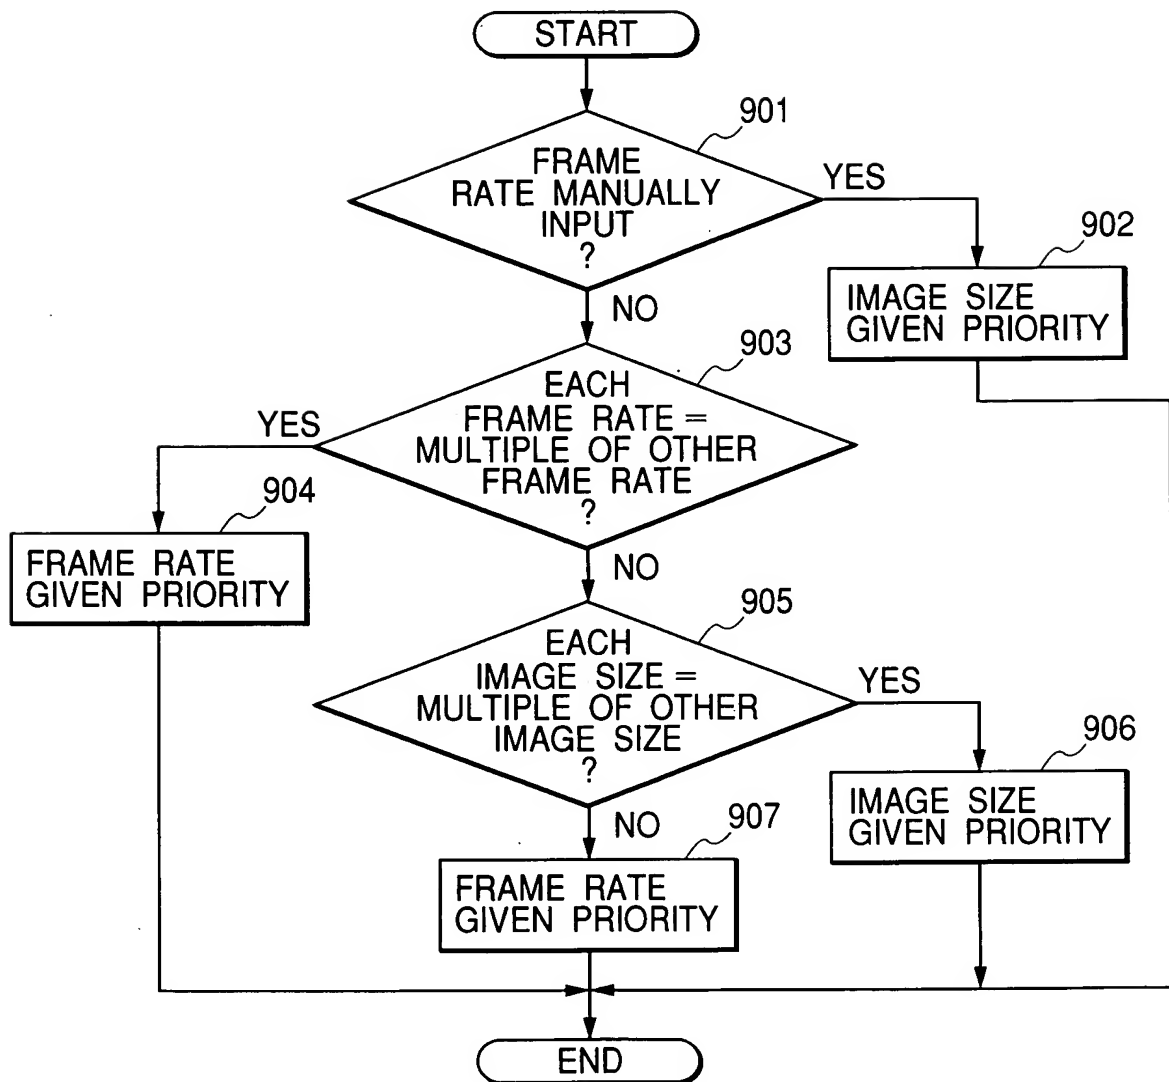 START
901
FRAME
RATE MANUALLY
INPUT
?
YES
902
IMAGE SIZE
GIVEN PRIORITY
NO
903
EACH
FRAME RATE =
MULTIPLE OF OTHER
FRAME RATE
?
YES
904
FRAME RATE
GIVEN PRIORITY
NO
905
EACH
IMAGE SIZE =
MULTIPLE OF OTHER
IMAGE SIZE
?
YES
906
IMAGE SIZE
GIVEN PRIORITY
NO
907
FRAME RATE
GIVEN PRIORITY
END